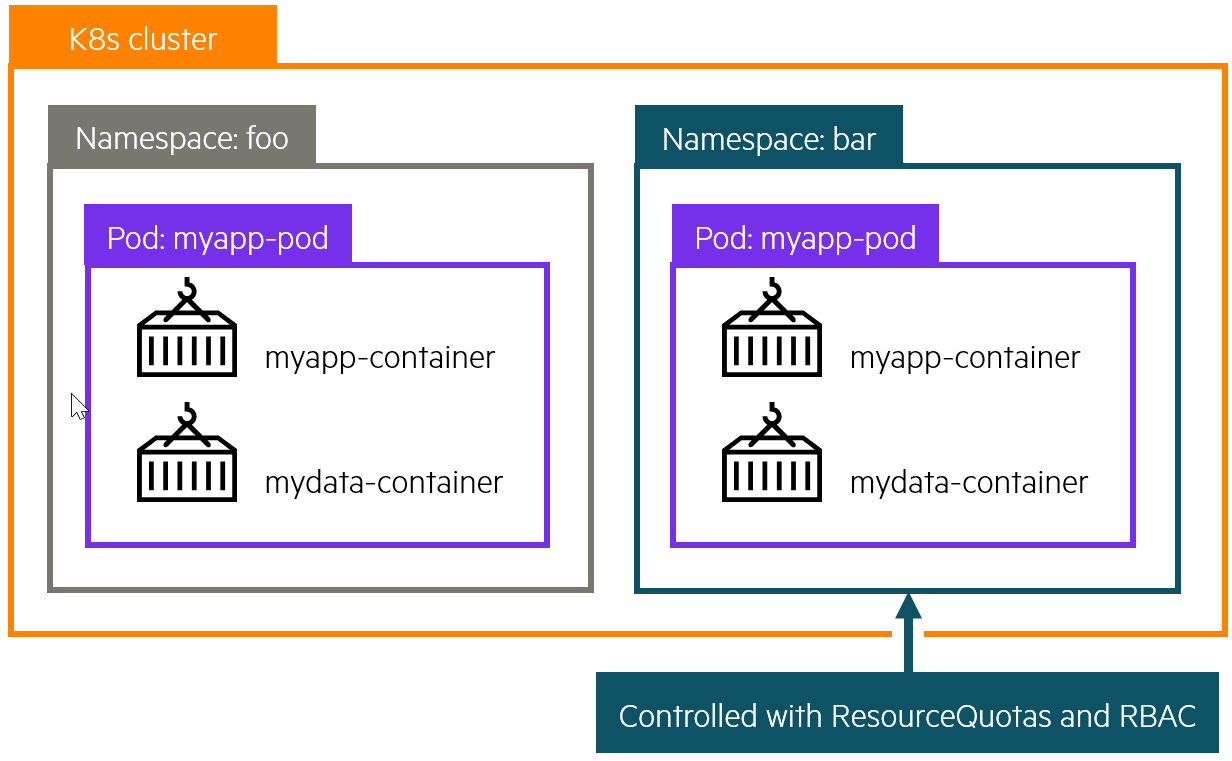 K8s cluster
Namespace: foo
Pod: myapp-pod
myapp-container
mydata-container
Namespace: bar
Pod: myapp-pod
myapp-container
mydata-container
Controlled with ResourceQuotas and RBAC